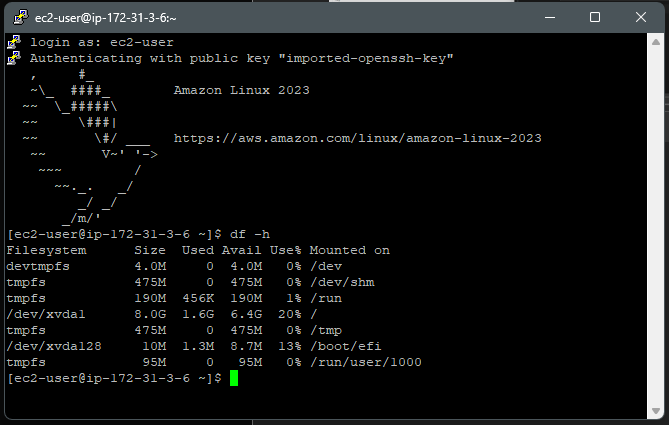 ec2-user@ip-172-31-3-6:~
login as: ec2-user
Authenticating with public key "imported-openssh-key"
   ,     #_
   ~\_  ####_        Amazon Linux 2023
  ~~  \_#####\
  ~~     \###|
  ~~       \#/ ___   https://aws.amazon.com/linux/amazon-linux-2023
   ~~       V~' '->
    ~~~         /
      ~~._.   _/
         _/ _/
       _/m/'
[ec2-user@ip-172-31-3-6 ~]$ df -h
Filesystem      Size  Used Avail Use% Mounted on
devtmpfs        4.0M     0  4.0M   0% /dev
tmpfs           475M     0  475M   0% /dev/shm
tmpfs           190M  456K  190M   1% /run
/dev/xvda1      8.0G  1.6G  6.4G  20% /
tmpfs           475M     0  475M   0% /tmp
/dev/xvda128     10M  1.3M  8.7M  13% /boot/efi
tmpfs            95M     0   95M   0% /run/user/1000
[ec2-user@ip-172-31-3-6 ~]$